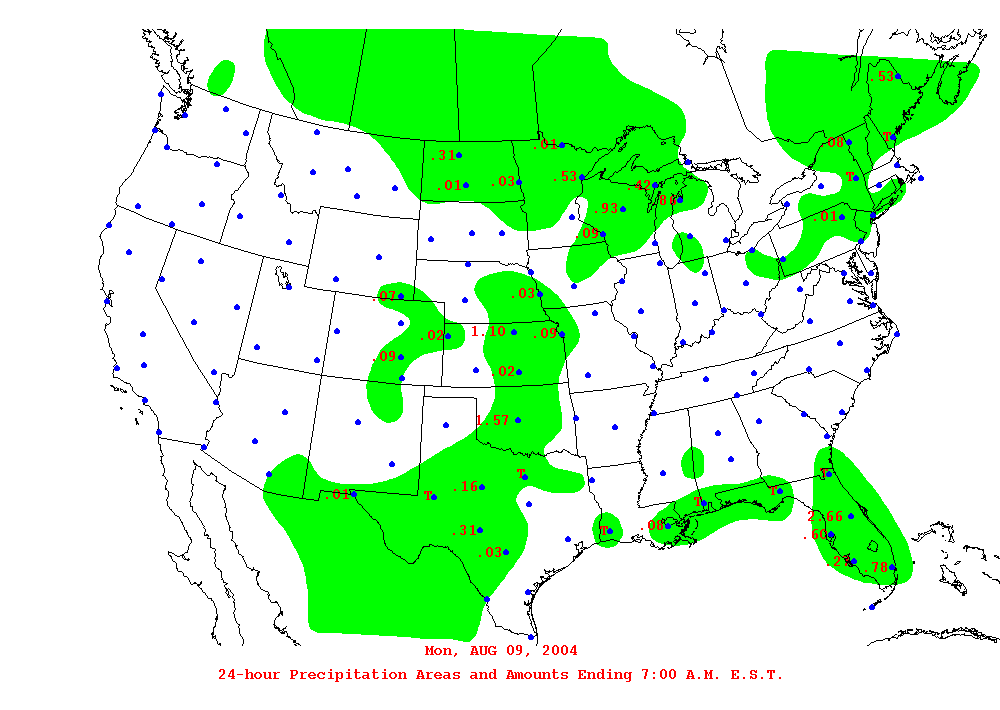 .53
.08 T
.31 .01
.01 .03 .53 .42 T
.86
.93
.01
.09
.07 .03
.02 1.10 .09
.09
.02
1.57
.01 T .16 T T T T
.08 T 2.66
.31 .60
.03 .78
Mon, AUG 09, 2004
24-hour Precipitation Areas and Amounts Ending 7:00 A.M. E.S.T.